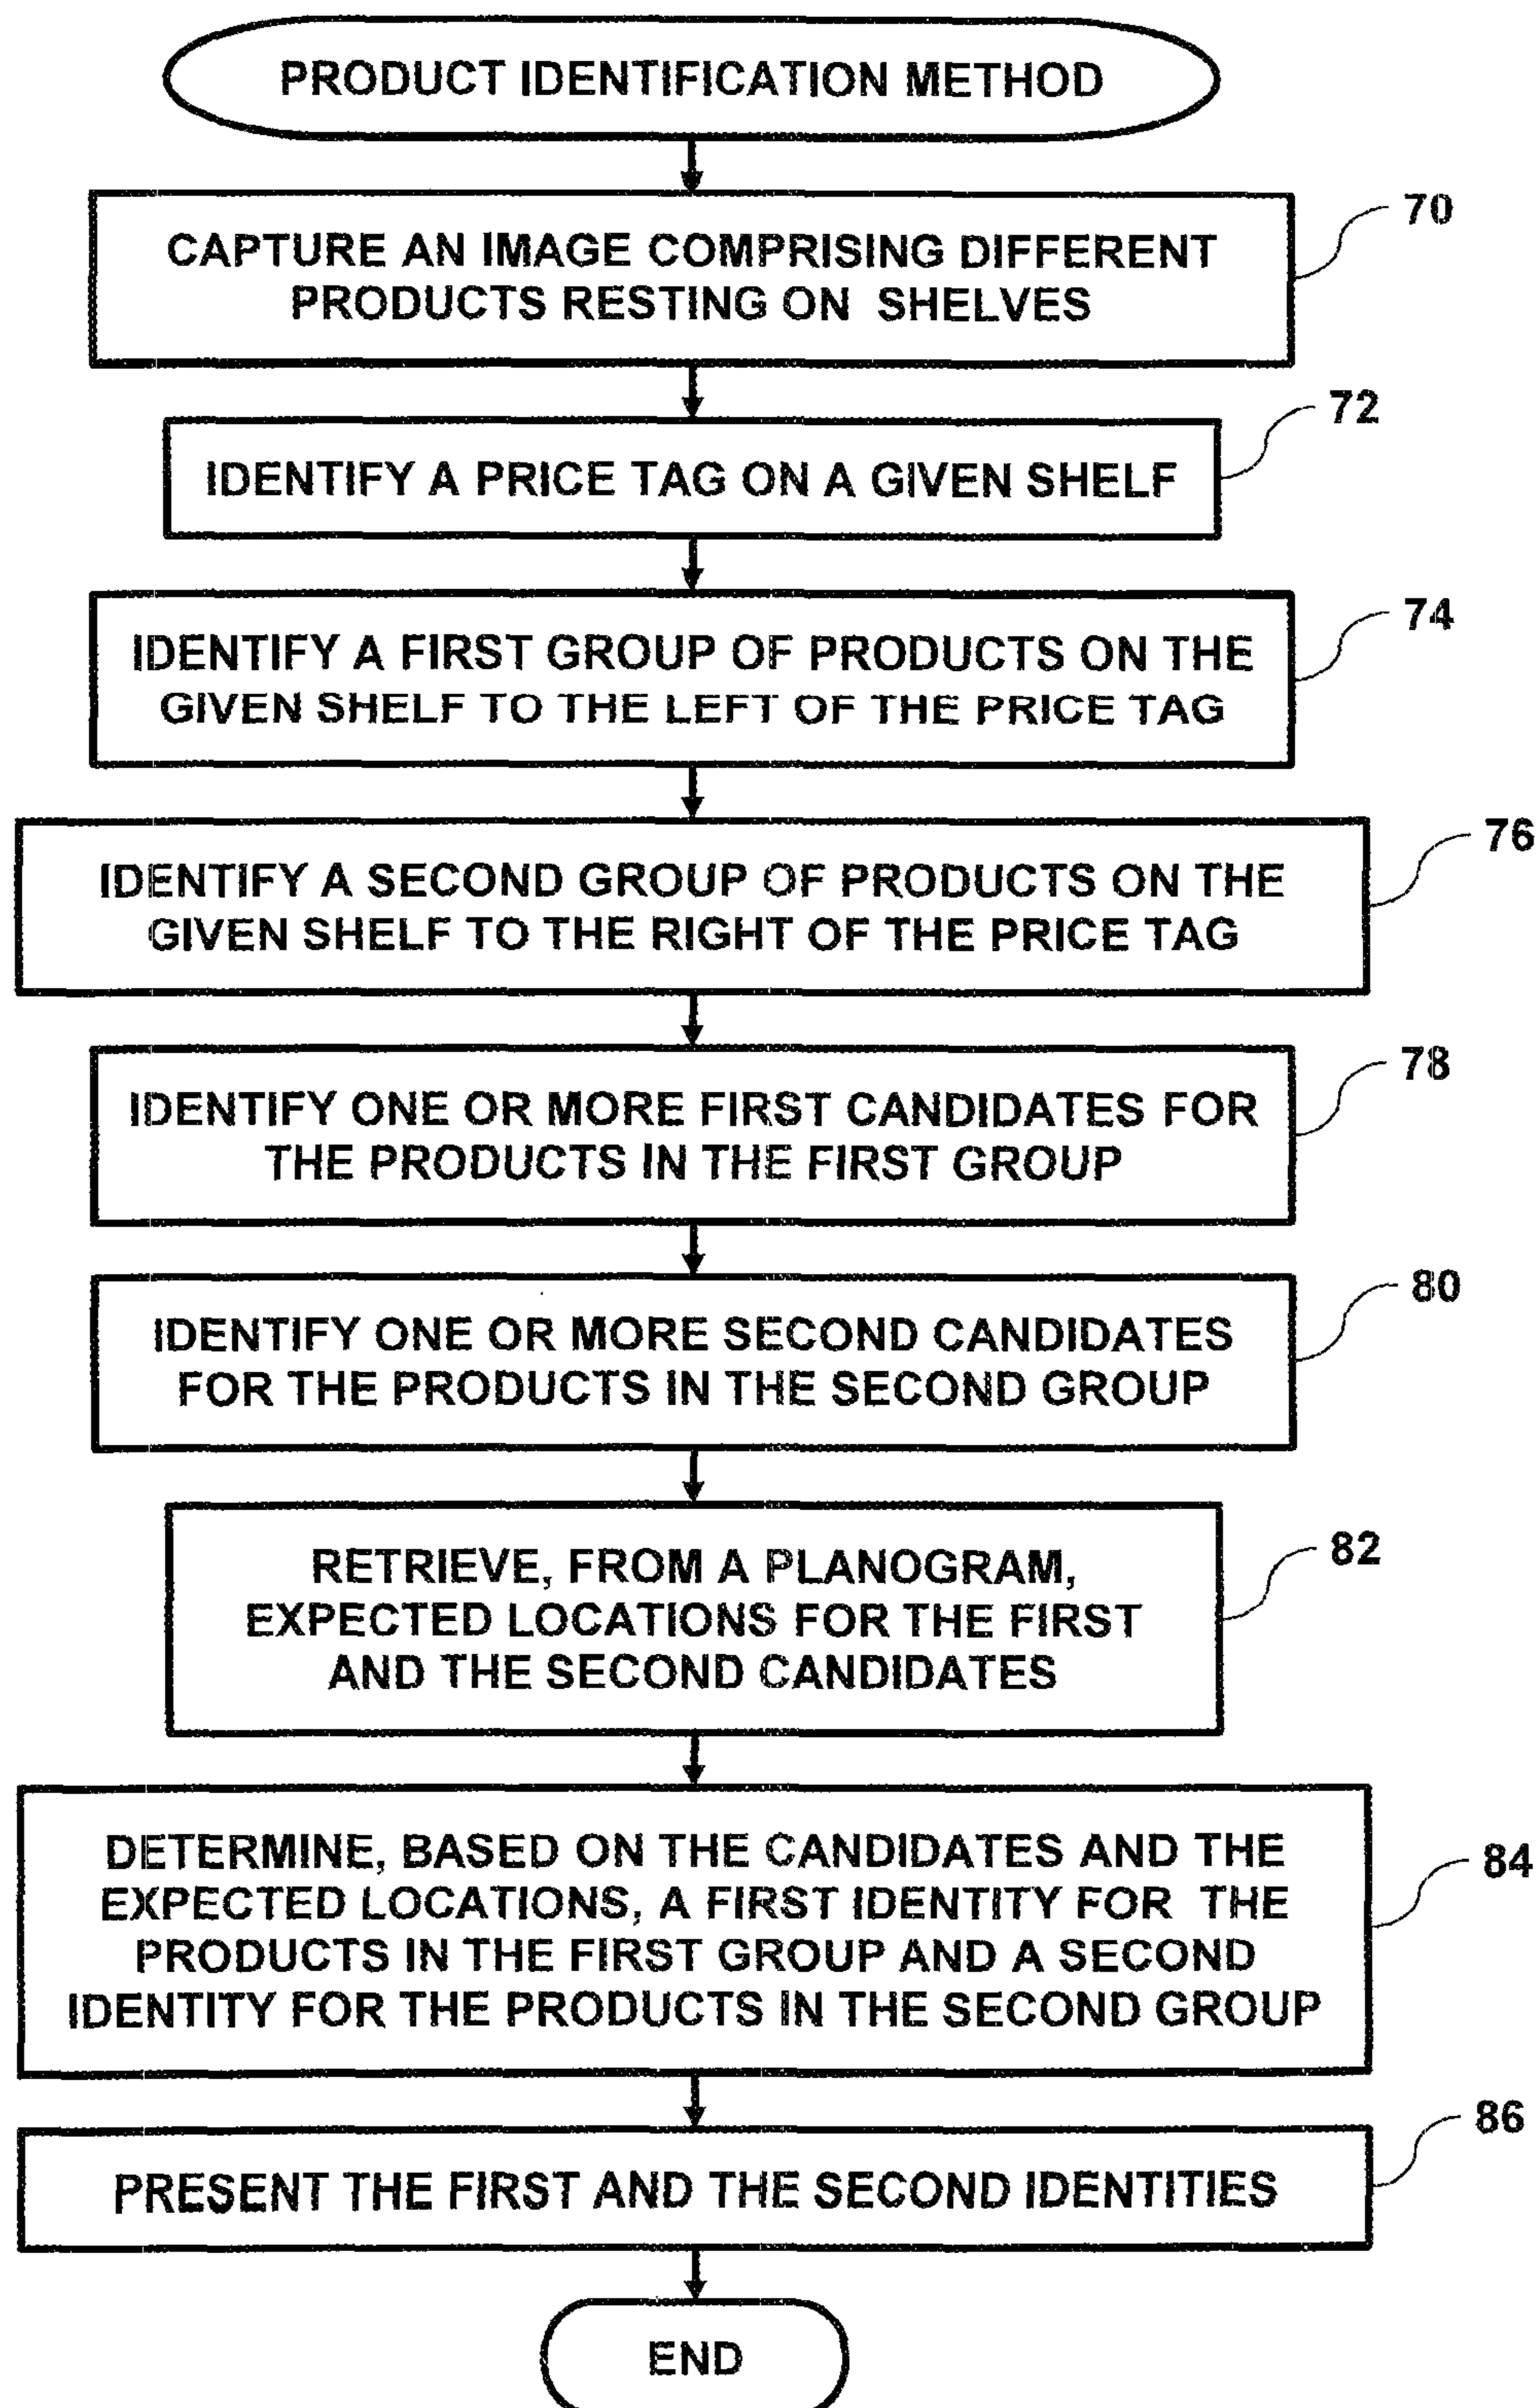 PRODUCT IDENTIFICATION METHOD
70
CAPTURE AN IMAGE COMPRISING DIFFERENT
PRODUCTS RESTING ON SHELVES
72
IDENTIFY A PRICE TAG ON A GIVEN SHELF
74
IDENTIFY A FIRST GROUP OF PRODUCTS ON THE
GIVEN SHELF TO THE LEFT OF THE PRICE TAG
76
IDENTIFY A SECOND GROUP OF PRODUCTS ON THE
GIVEN SHELF TO THE RIGHT OF THE PRICE TAG
78
IDENTIFY ONE OR MORE FIRST CANDIDATES FOR
THE PRODUCTS IN THE FIRST GROUP
80
IDENTIFY ONE OR MORE SECOND CANDIDATES
FOR THE PRODUCTS IN THE SECOND GROUP
82
RETRIEVE, FROM A PLANOGRAM,
EXPECTED LOCATIONS FOR THE FIRST
AND THE SECOND CANDIDATES
84
DETERMINE, BASED ON THE CANDIDATES AND THE
EXPECTED LOCATIONS, A FIRST IDENTITY FOR THE
PRODUCTS IN THE FIRST GROUP AND A SECOND
IDENTITY FOR THE PRODUCTS IN THE SECOND GROUP
86
PRESENT THE FIRST AND THE SECOND IDENTITIES
END